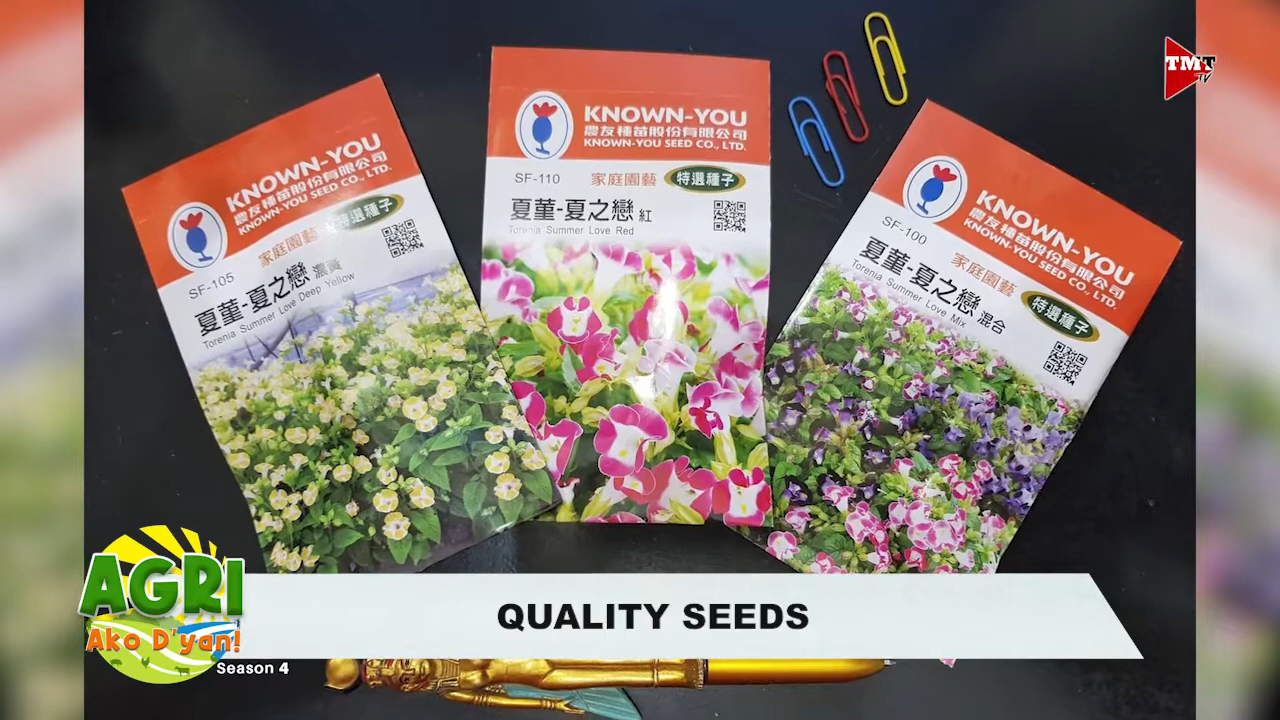 TMT
TV
KNOWN-YOU
農友種苗股份有限公司
KNOWN-YOU SEED CO., LTD.
SF-105
家庭園藝
特選種子
夏菫-夏之戀 濃黃
Torenia Summer Love Deep Yellow
KNOWN-YOU
農友種苗股份有限公司
KNOWN-YOU SEED CO., LTD.
SF-110
家庭園藝
特選種子
夏菫-夏之戀 紅
Torenia Summer Love Red
KNOWN-YOU
農友種苗股份有限公司
KNOWN-YOU SEED CO., LTD.
SF-100
家庭園藝
特選種子
夏菫-夏之戀 混合
Torenia Summer Love Mix
AGRI
Ako D'yan!
Season 4
QUALITY SEEDS